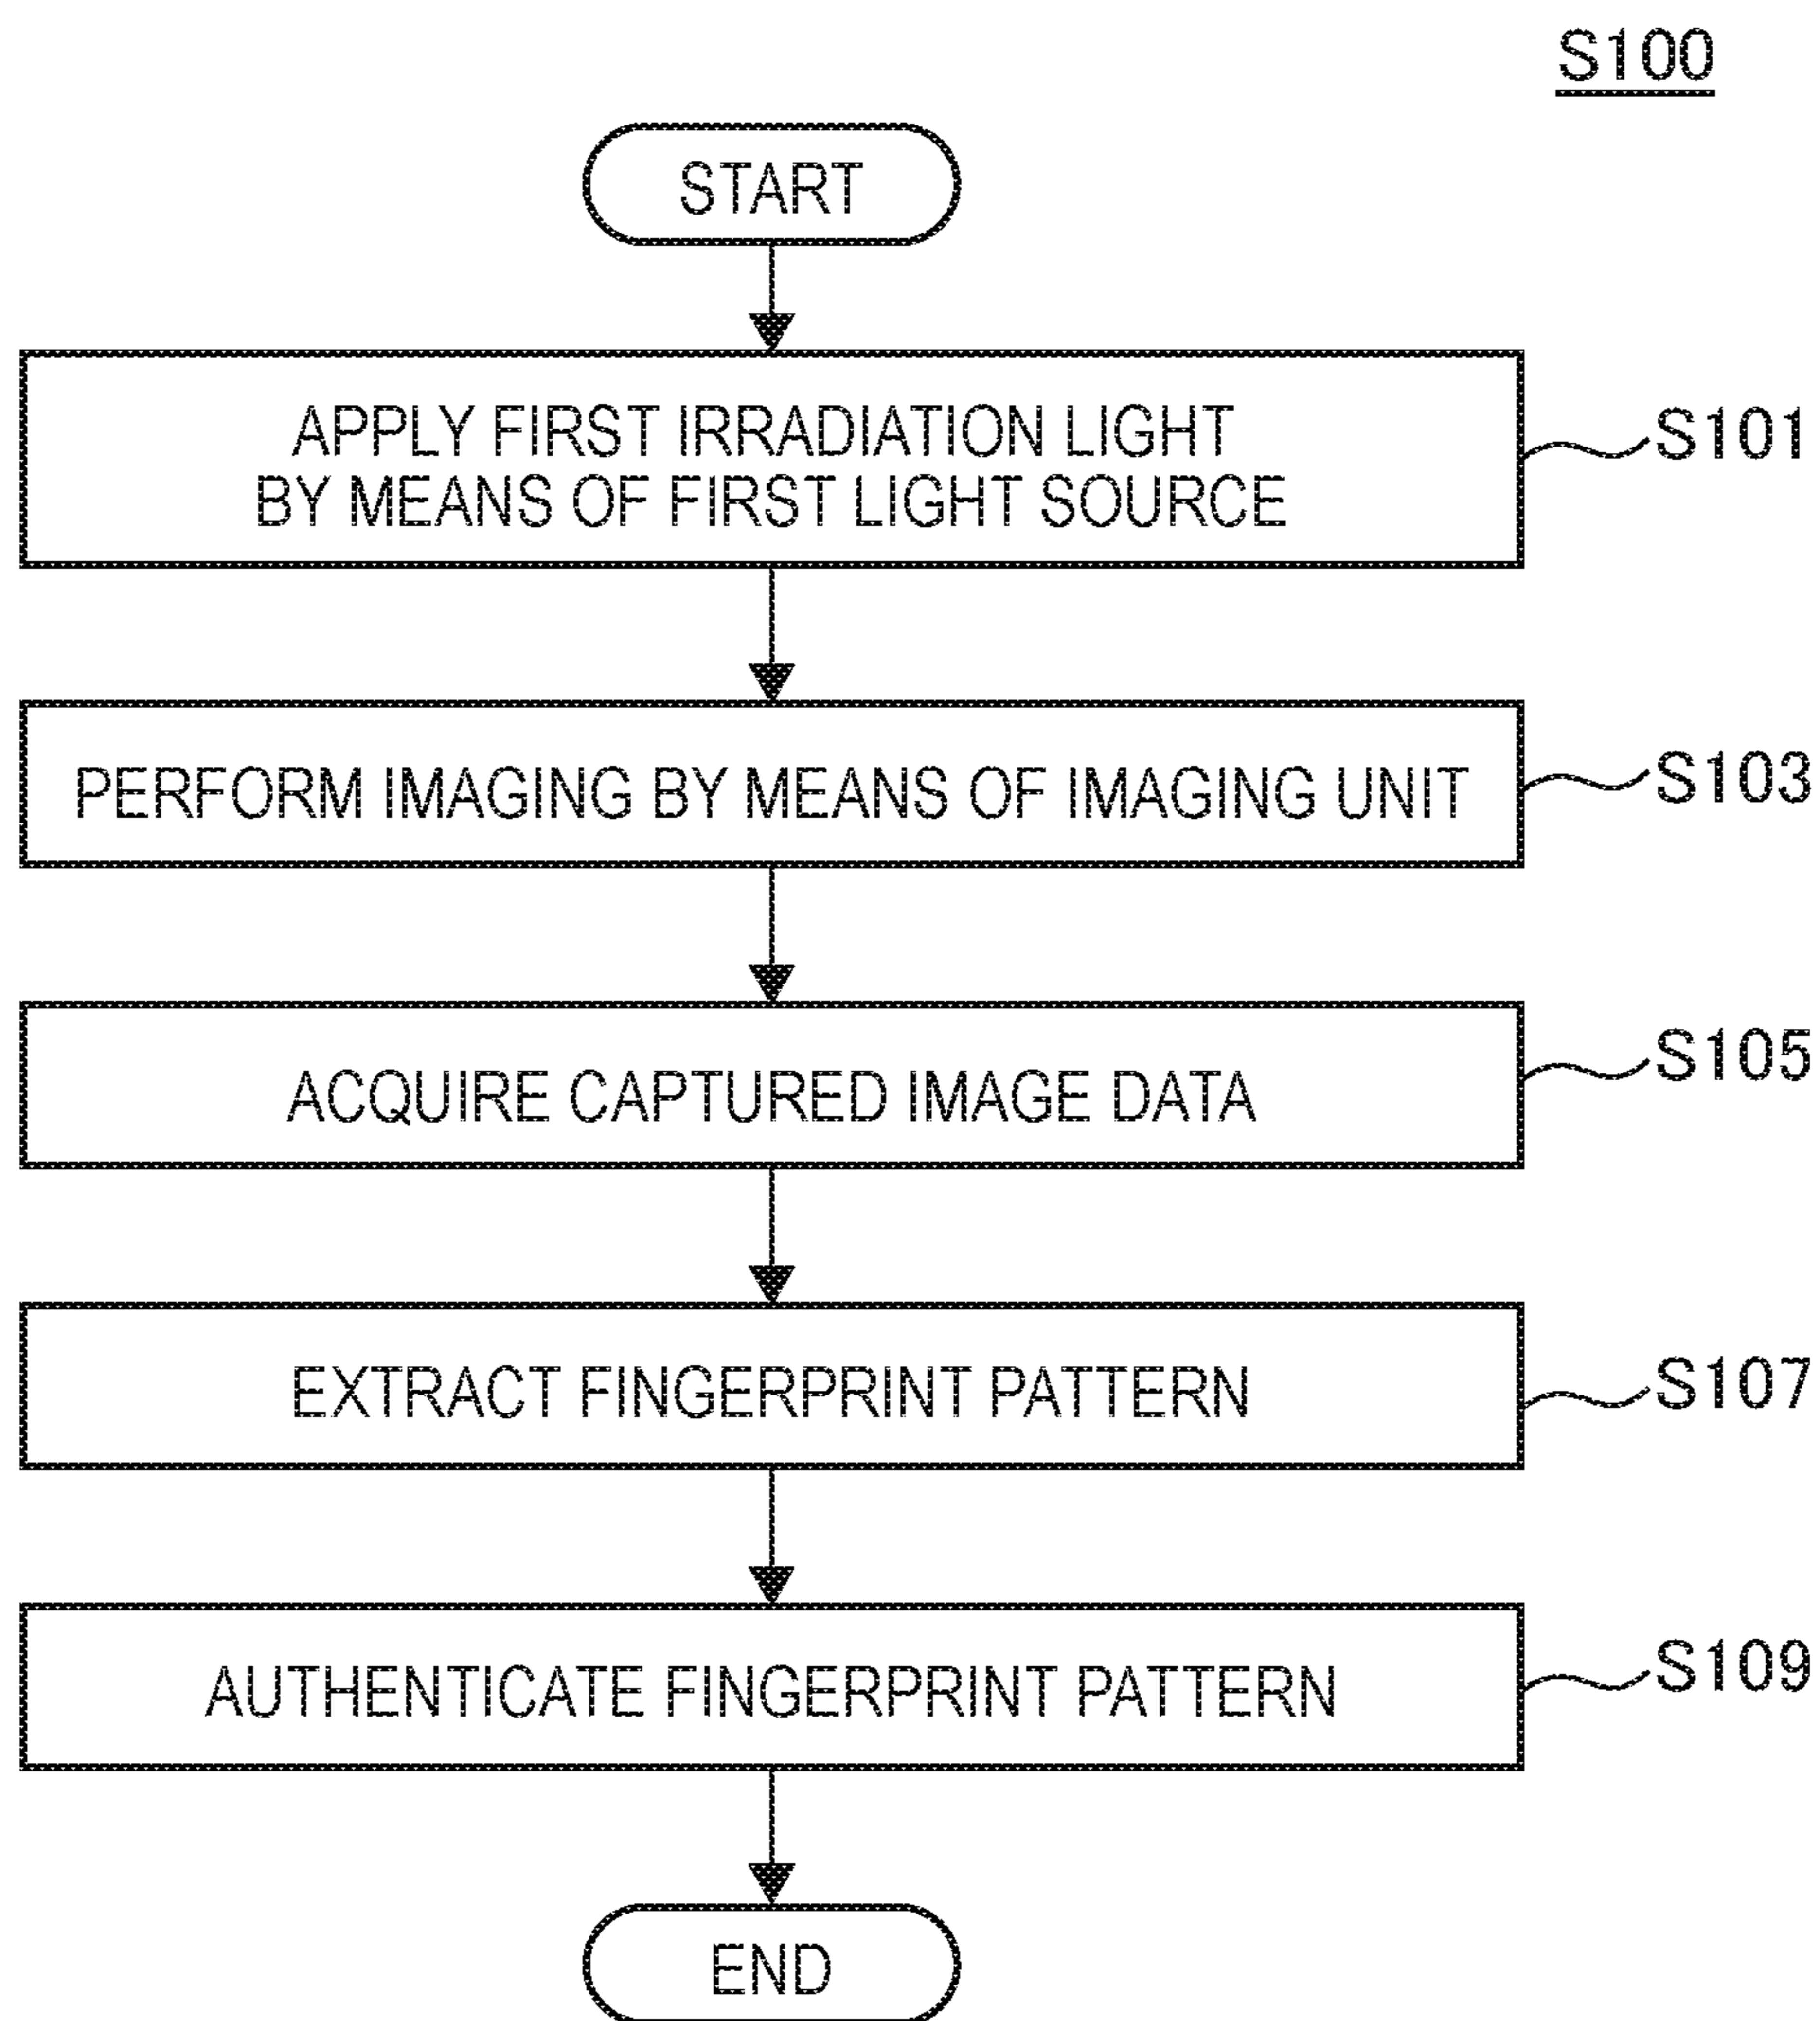 S100
START
APPLY FIRST IRRADIATION LIGHT
BY MEANS OF FIRST LIGHT SOURCE
S101
PERFORM IMAGING BY MEANS OF IMAGING UNIT
S103
ACQUIRE CAPTURED IMAGE DATA
S105
EXTRACT FINGERPRINT PATTERN
S107
AUTHENTICATE FINGERPRINT PATTERN
S109
END